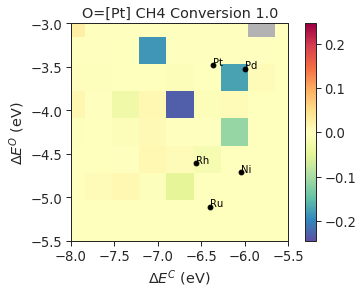 O=[Pt] CH4 Conversion 1.0
−3.0
−3.5
−4.0
−4.5
−5.0
−5.5
ΔE^O (eV)
Pt
Pd
Rh
Ni
Ru
−8.0 −7.5 −7.0 −6.5 −6.0 −5.5
ΔE^C (eV)
0.2
0.1
0.0
−0.1
−0.2